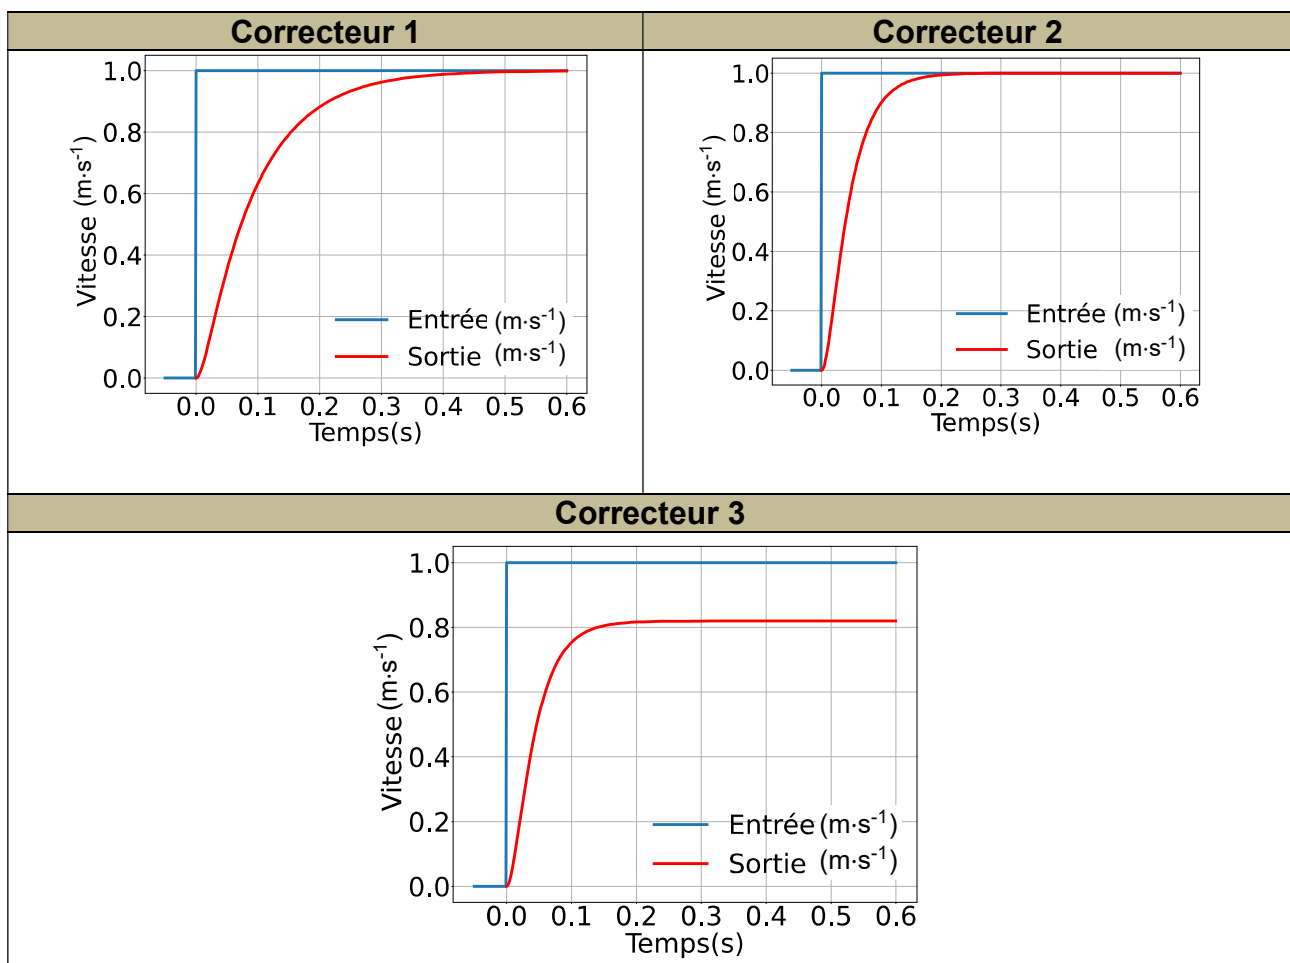 Correcteur 1
Vitesse (m·s-1)
1.0
0.8
0.6
0.4
0.2
0.0
Entrée (m·s-1)
Sortie (m·s-1)
0.0 0.1 0.2 0.3 0.4 0.5 0.6
Temps(s)
Correcteur 2
Vitesse (m·s-1)
1.0
0.8
0.6
0.4
0.2
0.0
Entrée (m·s-1)
Sortie (m·s-1)
0.0 0.1 0.2 0.3 0.4 0.5 0.6
Temps(s)
Correcteur 3
Vitesse (m·s-1)
1.0
0.8
0.6
0.4
0.2
0.0
Entrée (m·s-1)
Sortie (m·s-1)
0.0 0.1 0.2 0.3 0.4 0.5 0.6
Temps(s)